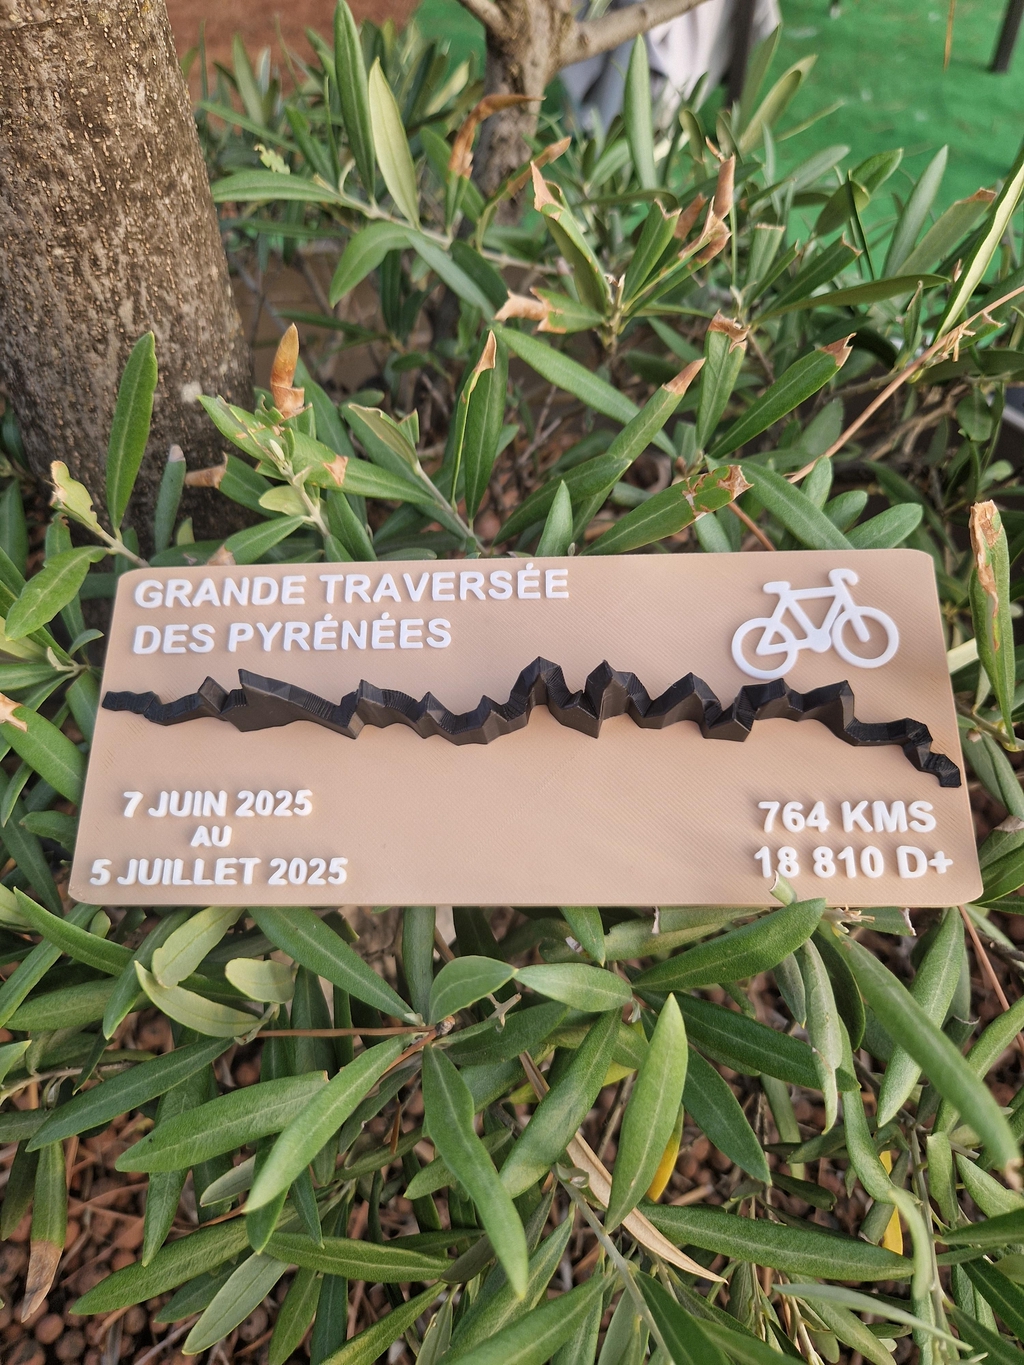 GRANDE TRAVERSÉE
DES PYRÉNÉES
7 JUIN 2025
AU
5 JUILLET 2025
764 KMS
18 810 D+